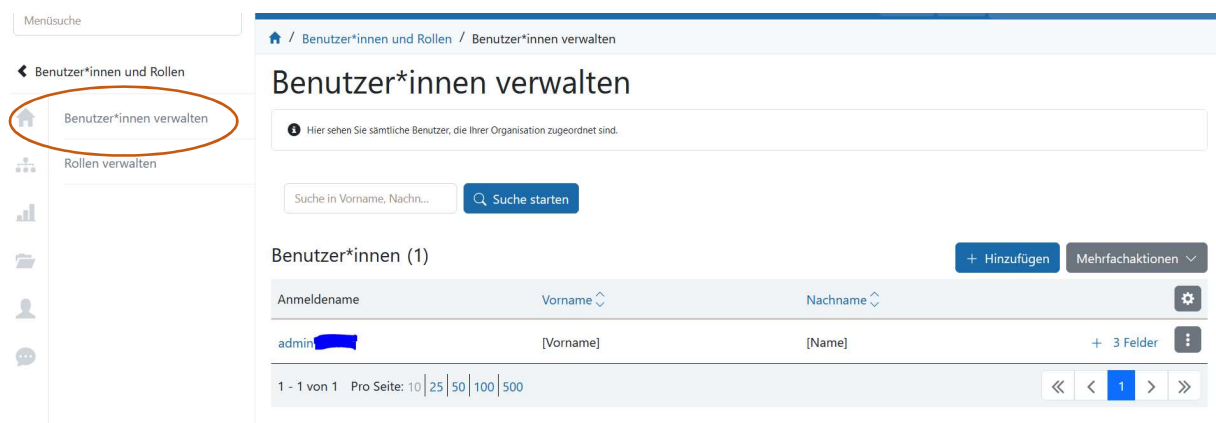 Menüsuche
/ Benutzer*innen und Rollen / Benutzer*innen verwalten
Benutzer*innen und Rollen
Benutzer*innen verwalten
Rollen verwalten
Benutzer*innen verwalten
Hier sehen Sie sämtliche Benutzer, die Ihrer Organisation zugeordnet sind.
Suche in Vorname, Nachn... Suche starten
Benutzer*innen (1) + Hinzufügen Mehrfachaktionen
Anmeldename Vorname Nachname
admin [Vorname] [Name] + 3 Felder
1 - 1 von 1 Pro Seite: 10 | 25 | 50 | 100 | 500 « < 1 > »